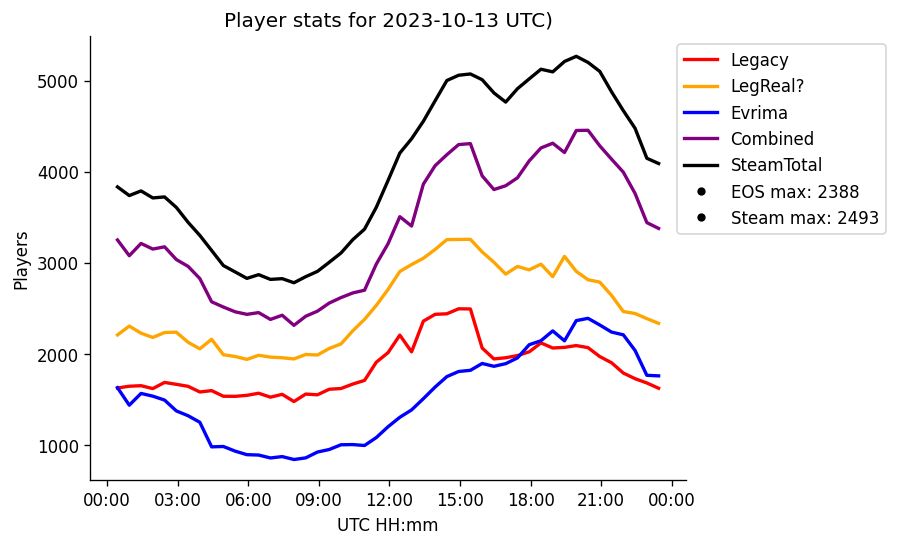 Player stats for 2023-10-13 UTC)
Legacy
LegReal?
Evrima
Combined
SteamTotal
EOS max: 2388
Steam max: 2493
Players
5000
4000
3000
2000
1000
00:00 03:00 06:00 09:00 12:00 15:00 18:00 21:00 00:00
UTC HH:mm